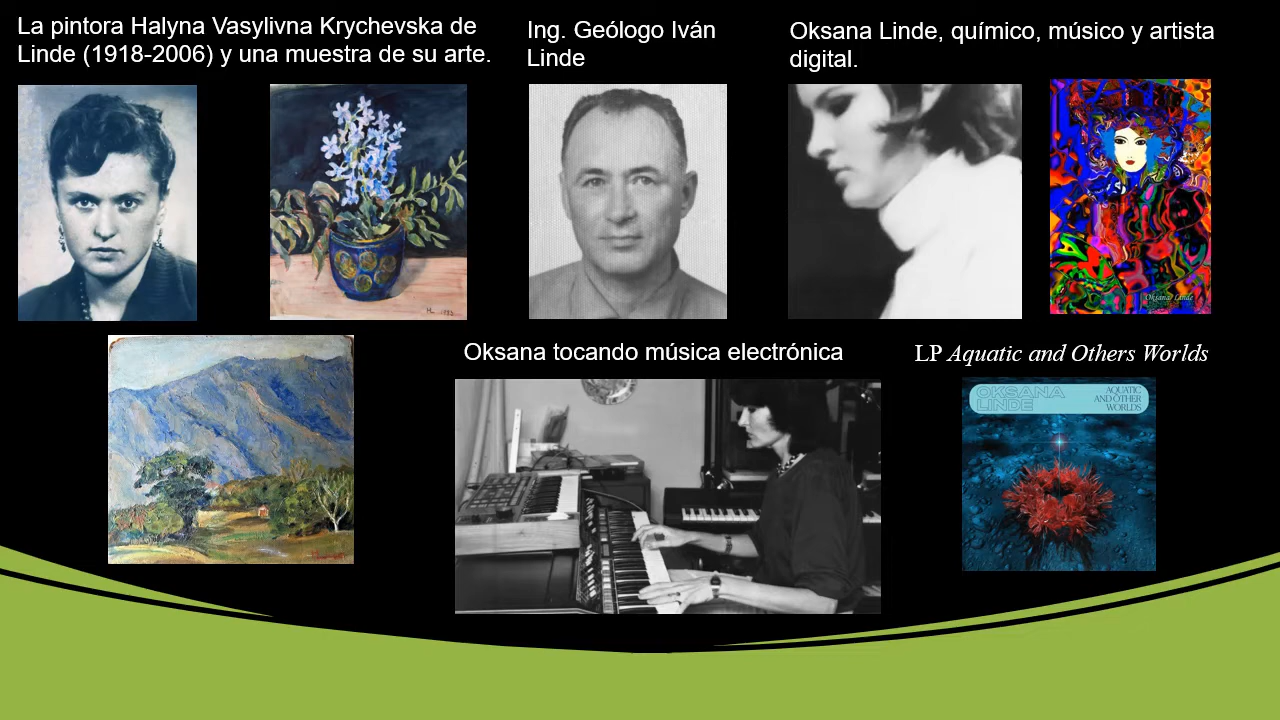 La pintora Halyna Vasylivna Krychevska de
Linde (1918-2006) y una muestra de su arte.
Ing. Geólogo Iván
Linde
Oksana Linde, químico, músico y artista
digital.
Oksana Linde
Oksana tocando música electrónica
LP Aquatic and Others Worlds
OKSANA
LINDE
AQUATIC
AND OTHER
WORLDS